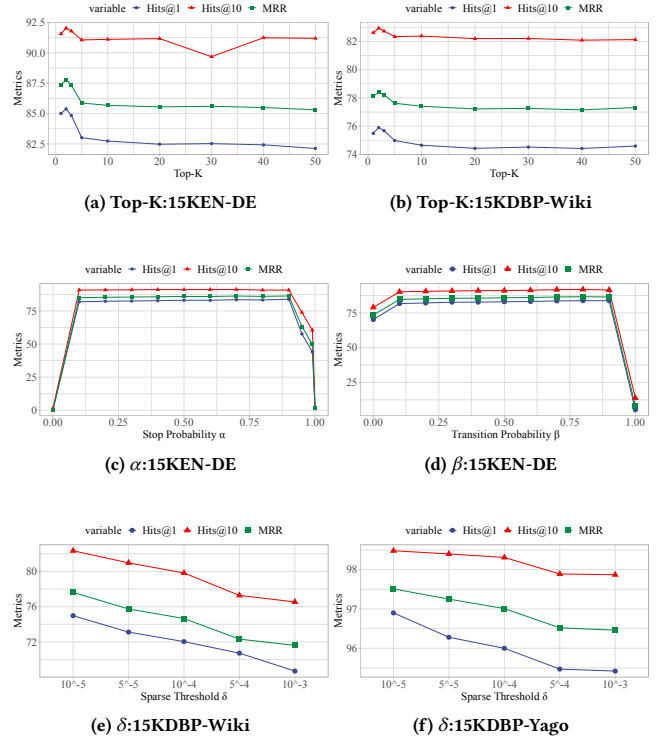 variable Hits@1 Hits@10 MRR
92.5
90.0
87.5
85.0
82.5
Metrics
0 10 20 30 40 50
Top-K
(a) Top-K:15KEN-DE
variable Hits@1 Hits@10 MRR
82
80
78
76
74
Metrics
0 10 20 30 40 50
Top-K
(b) Top-K:15KDBP-Wiki
variable Hits@1 Hits@10 MRR
75
50
25
0
Metrics
0.00 0.25 0.50 0.75 1.00
Stop Probability α
(c) α:15KEN-DE
variable Hits@1 Hits@10 MRR
75
50
25
Metrics
0.00 0.25 0.50 0.75 1.00
Transition Probability β
(d) β:15KEN-DE
variable Hits@1 Hits@10 MRR
80
76
72
Metrics
10^-5 5^-5 10^-4 5^-4 10^-3
Sparse Threshold δ
(e) δ:15KDBP-Wiki
variable Hits@1 Hits@10 MRR
98
97
96
Metrics
10^-5 5^-5 10^-4 5^-4 10^-3
Sparse Threshold δ
(f) δ:15KDBP-Yago